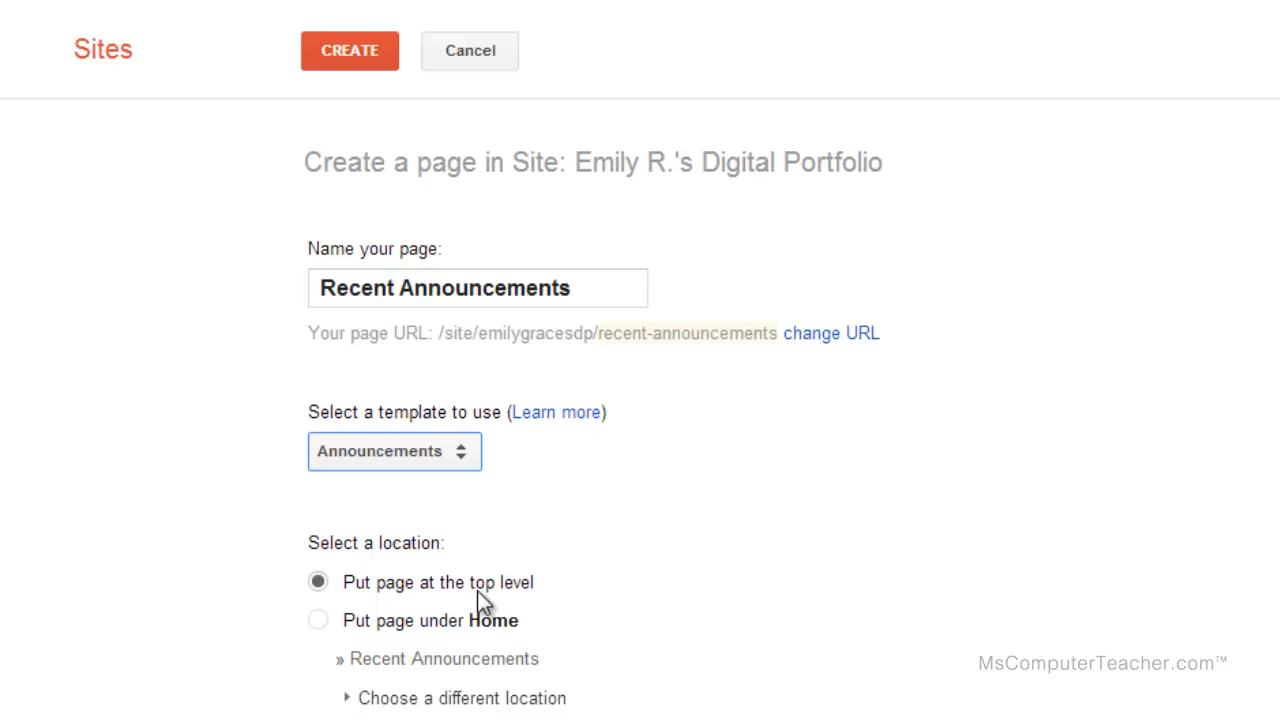 Sites
CREATE
Cancel
Create a page in Site: Emily R.'s Digital Portfolio
Name your page:
Recent Announcements
Your page URL: /site/emilygracesdp/recent-announcements change URL
Select a template to use (Learn more)
Announcements
Select a location:
Put page at the top level
Put page under Home
» Recent Announcements
Choose a different location
MsComputerTeacher.com™